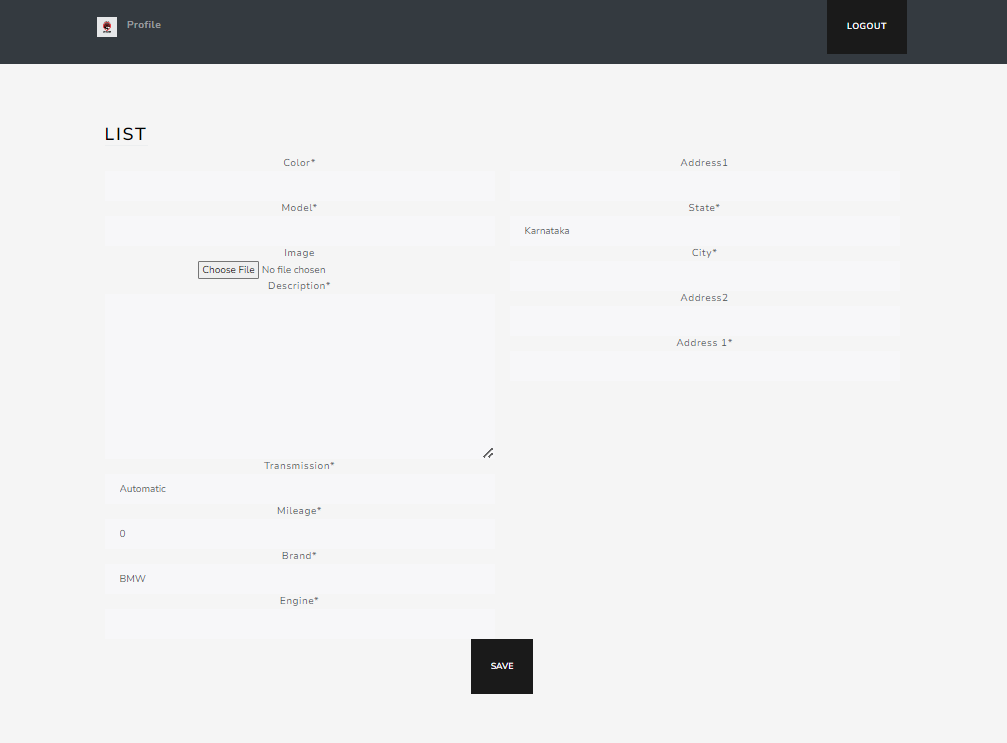 Profile
LOGOUT
LIST
Color*
Model*
Image
Choose File No file chosen
Description*
Transmission*
Automatic
Mileage*
0
Brand*
BMW
Engine*
Address1
State*
Karnataka
City*
Address2
Address 1*
SAVE